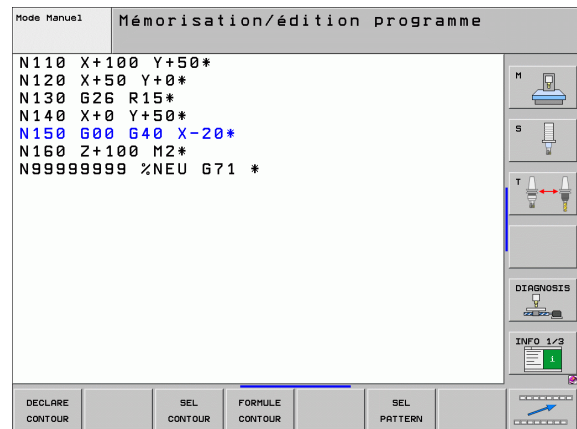 Mode Manuel
Mémorisation/édition programme
N110 X+100 Y+50*
N120 X+50 Y+0*
N130 G26 R15*
N140 X+0 Y+50*
N150 G00 G40 X-20*
N160 Z+100 M2*
N99999999 %NEU G71 *
M
S
T
DIAGNOSIS
INFO 1/3
i
DECLARE CONTOUR
SEL CONTOUR
FORMULE CONTOUR
SEL PATTERN